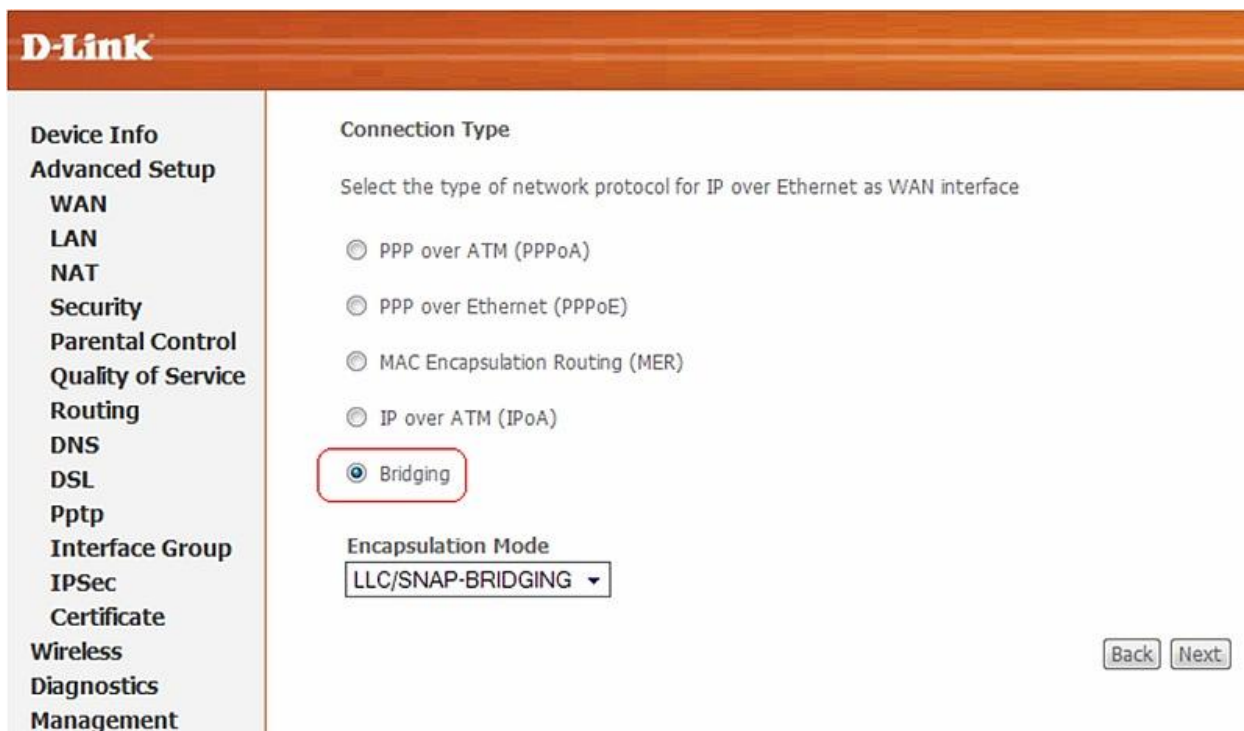 D-Link
Device Info
Advanced Setup
WAN
LAN
NAT
Security
Parental Control
Quality of Service
Routing
DNS
DSL
Pptp
Interface Group
IPSec
Certificate
Wireless
Diagnostics
Management
Connection Type
Select the type of network protocol for IP over Ethernet as WAN interface
PPP over ATM (PPPoA)
PPP over Ethernet (PPPoE)
MAC Encapsulation Routing (MER)
IP over ATM (IPoA)
Bridging
Encapsulation Mode
LLC/SNAP-BRIDGING
Back Next